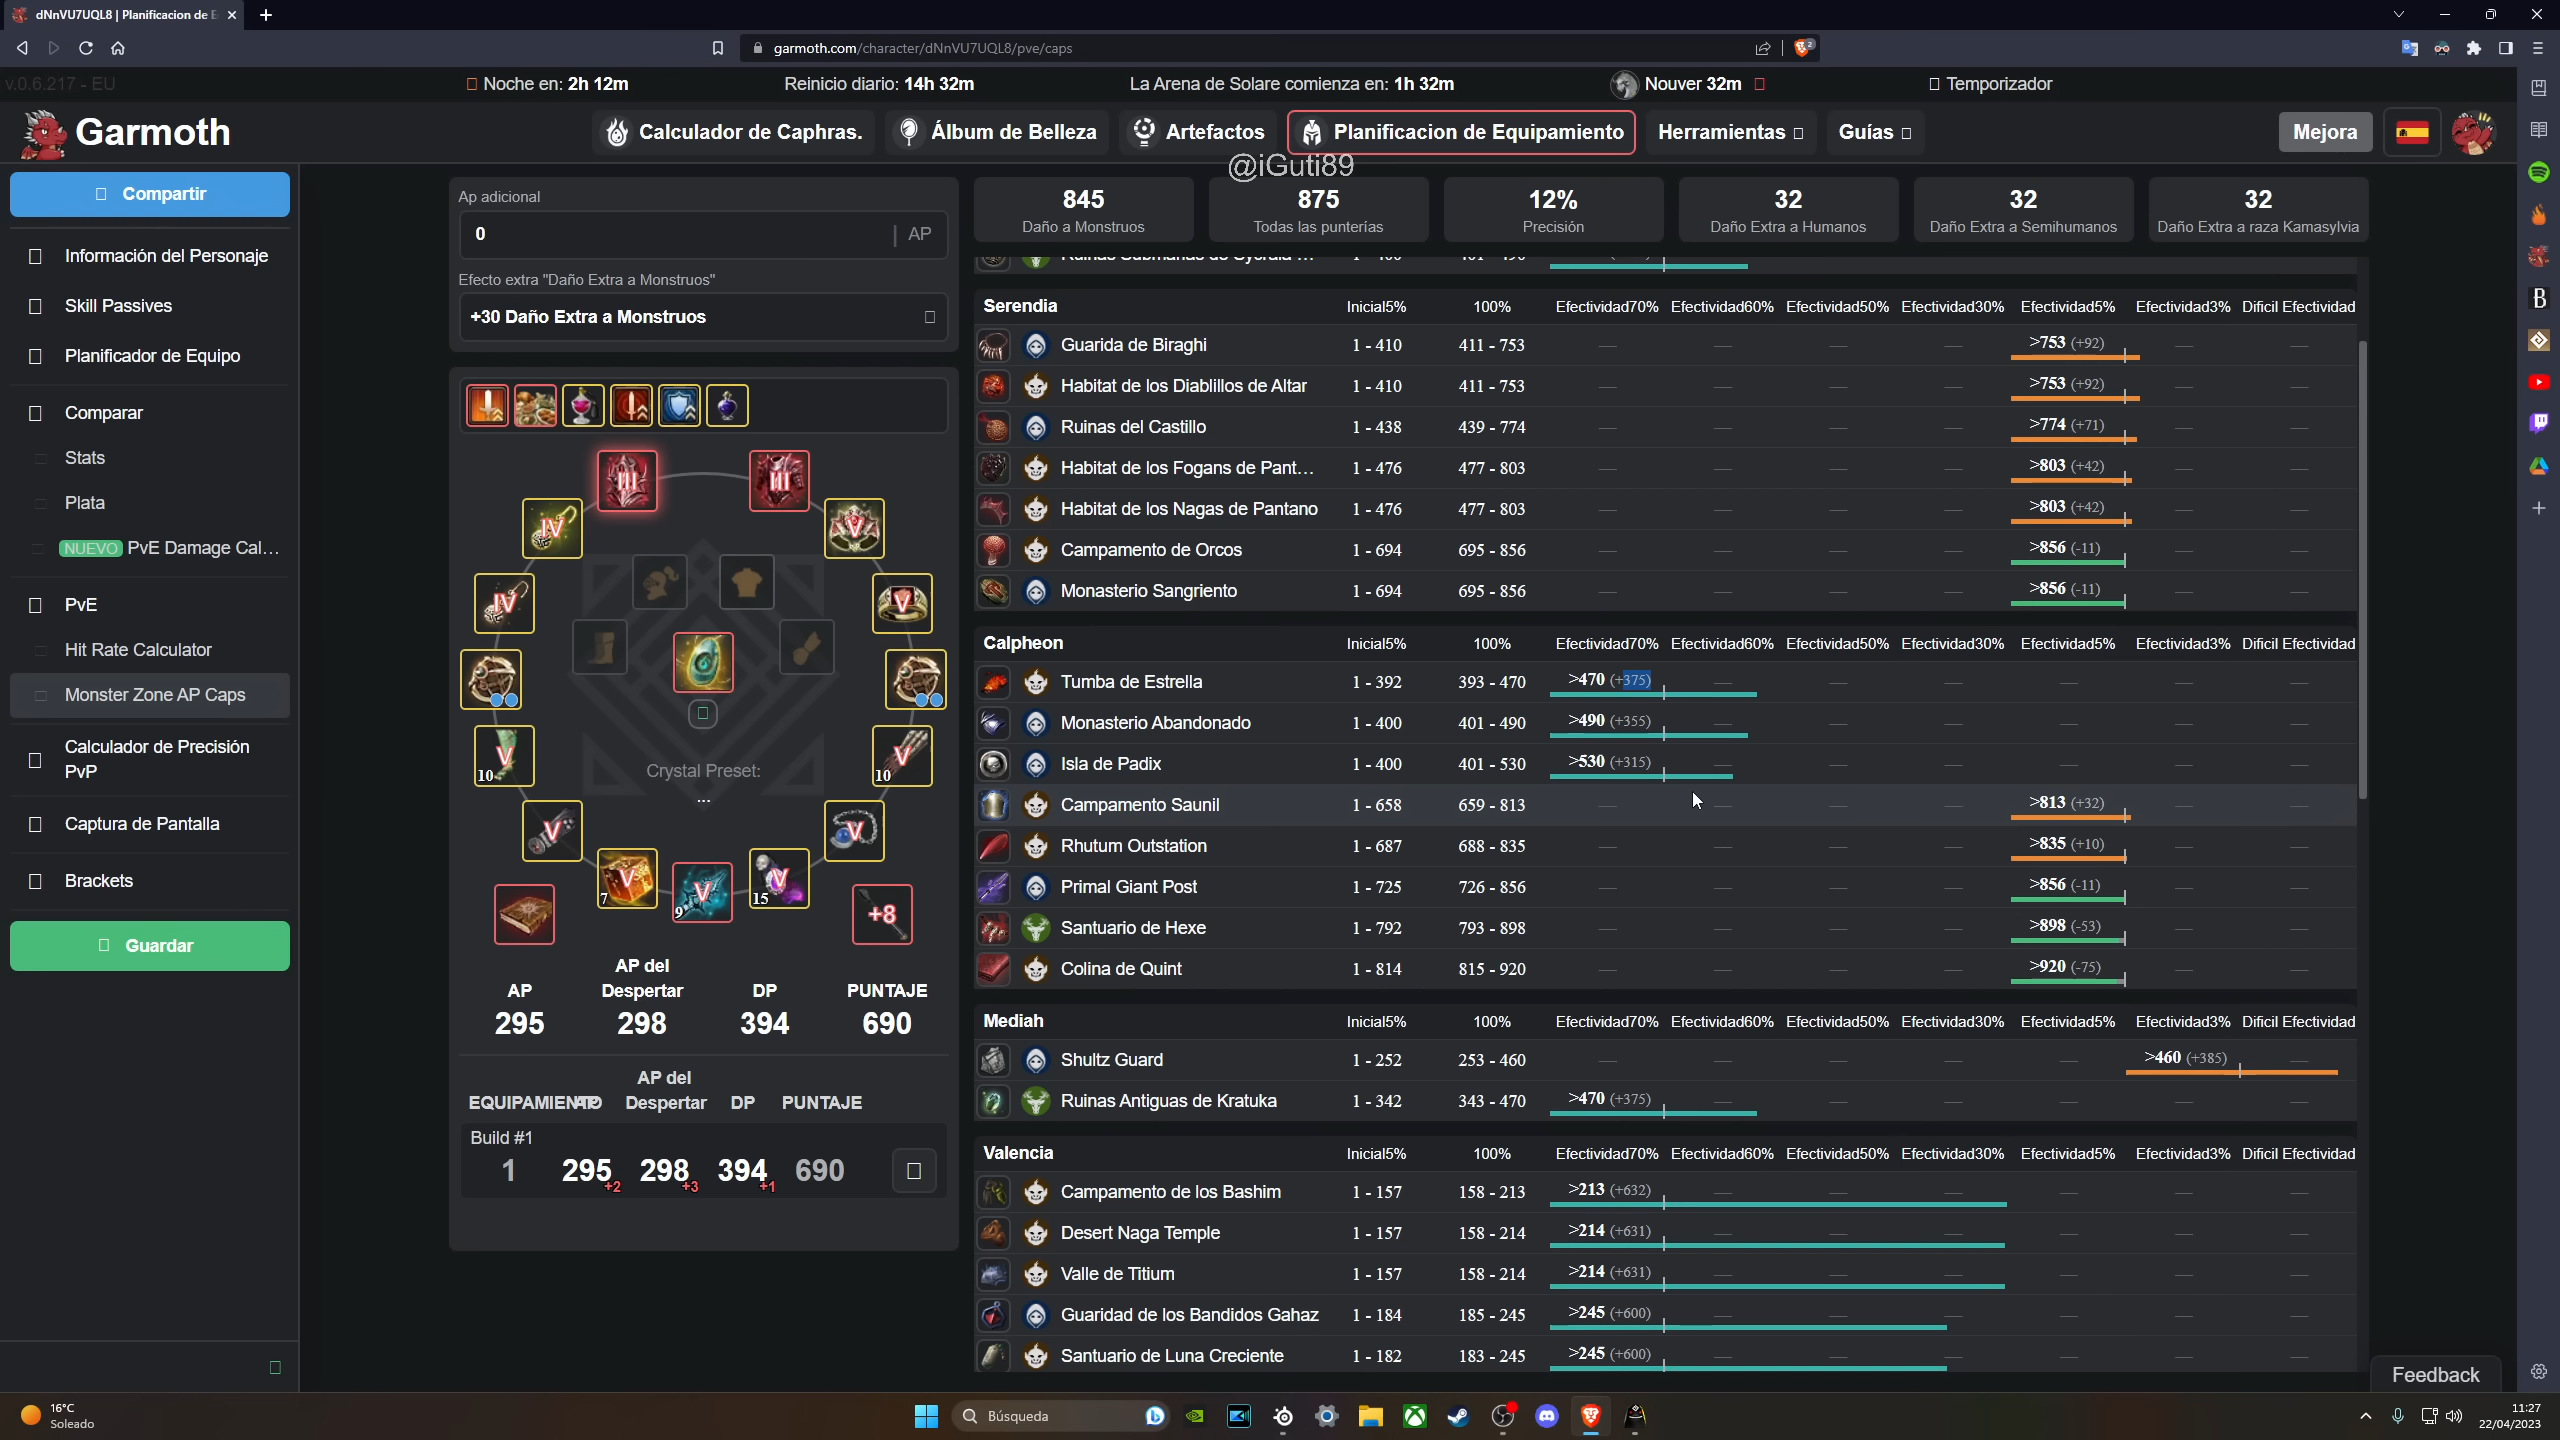 dNnVU7UQL8 | Planificacion de E
garmoth.com/character/dNnVU7UQL8/pve/caps
v.0.6.217 - EU
Noche en: 2h 12m
Reinicio diario: 14h 32m
La Arena de Solare comienza en: 1h 32m
Nouver 32m
Temporizador
Garmoth
Calculador de Caphras.
Álbum de Belleza
Artefactos
Planificacion de Equipamiento
Herramientas
Guías
Mejora
@iGuti89
Compartir
Información del Personaje
Skill Passives
Planificador de Equipo
Comparar
Stats
Plata
NUEVO PvE Damage Cal...
PvE
Hit Rate Calculator
Monster Zone AP Caps
Calculador de Precisión
PvP
Captura de Pantalla
Brackets
Guardar
Ap adicional
0 | AP
Efecto extra "Daño Extra a Monstruos"
+30 Daño Extra a Monstruos
III III
IV V
IV V
V V
10 10
V V
V V V
7 9 15
+8
Crystal Preset:
...
AP
295
AP del
Despertar
298
DP
394
PUNTAJE
690
EQUIPAMIENTO AP
AP del
Despertar
DP
PUNTAJE
Build #1
1 295 +2 298 +3 394 +1 690
845
Daño a Monstruos
875
Todas las punterías
12%
Precisión
32
Daño Extra a Humanos
32
Daño Extra a Semihumanos
32
Daño Extra a raza Kamasylvia
Serendia Inicial5% 100% Efectividad70% Efectividad60% Efectividad50% Efectividad30% Efectividad5% Efectividad3% Dificil Efectividad
Guarida de Biraghi 1 - 410 411 - 753 — — — — >753 (+92) — —
Habitat de los Diablillos de Altar 1 - 410 411 - 753 — — — — >753 (+92) — —
Ruinas del Castillo 1 - 438 439 - 774 — — — — >774 (+71) — —
Habitat de los Fogans de Pant... 1 - 476 477 - 803 — — — — >803 (+42) — —
Habitat de los Nagas de Pantano 1 - 476 477 - 803 — — — — >803 (+42) — —
Campamento de Orcos 1 - 694 695 - 856 — — — — >856 (-11) — —
Monasterio Sangriento 1 - 694 695 - 856 — — — — >856 (-11) — —
Calpheon Inicial5% 100% Efectividad70% Efectividad60% Efectividad50% Efectividad30% Efectividad5% Efectividad3% Dificil Efectividad
Tumba de Estrella 1 - 392 393 - 470 >470 (+375) — — — — — —
Monasterio Abandonado 1 - 400 401 - 490 >490 (+355) — — — — — —
Isla de Padix 1 - 400 401 - 530 >530 (+315) — — — — — —
Campamento Saunil 1 - 658 659 - 813 — — — — >813 (+32) — —
Rhutum Outstation 1 - 687 688 - 835 — — — — >835 (+10) — —
Primal Giant Post 1 - 725 726 - 856 — — — — >856 (-11) — —
Santuario de Hexe 1 - 792 793 - 898 — — — — >898 (-53) — —
Colina de Quint 1 - 814 815 - 920 — — — — >920 (-75) — —
Mediah Inicial5% 100% Efectividad70% Efectividad60% Efectividad50% Efectividad30% Efectividad5% Efectividad3% Dificil Efectividad
Shultz Guard 1 - 252 253 - 460 — — — — — >460 (+385) —
Ruinas Antiguas de Kratuka 1 - 342 343 - 470 >470 (+375) — — — — — —
Valencia Inicial5% 100% Efectividad70% Efectividad60% Efectividad50% Efectividad30% Efectividad5% Efectividad3% Dificil Efectividad
Campamento de los Bashim 1 - 157 158 - 213 >213 (+632) — — — — — —
Desert Naga Temple 1 - 157 158 - 214 >214 (+631) — — — — — —
Valle de Titium 1 - 157 158 - 214 >214 (+631) — — — — — —
Guaridad de los Bandidos Gahaz 1 - 184 185 - 245 >245 (+600) — — — — — —
Santuario de Luna Creciente 1 - 182 183 - 245 >245 (+600) — — — — — —
Feedback
16°C
Soleado
Búsqueda
11:27
22/04/2023